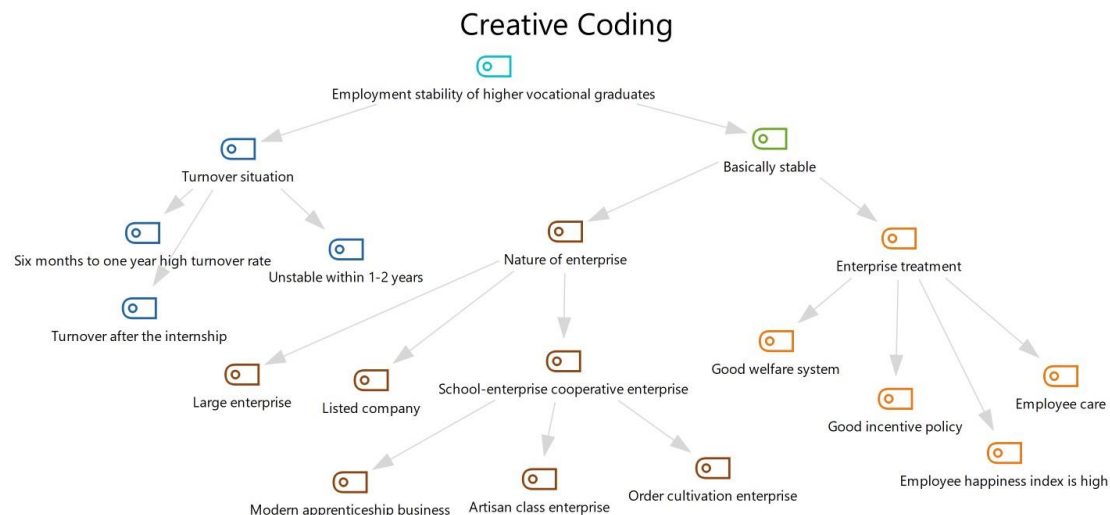 Creative Coding
Employment stability of higher vocational graduates
Turnover situation
Basically stable
Six months to one year high turnover rate
Unstable within 1-2 years
Nature of enterprise
Enterprise treatment
Turnover after the internship
Large enterprise
Listed company
School-enterprise cooperative enterprise
Good welfare system
Good incentive policy
Employee care
Employee happiness index is high
Modern apprenticeship business
Artisan class enterprise
Order cultivation enterprise